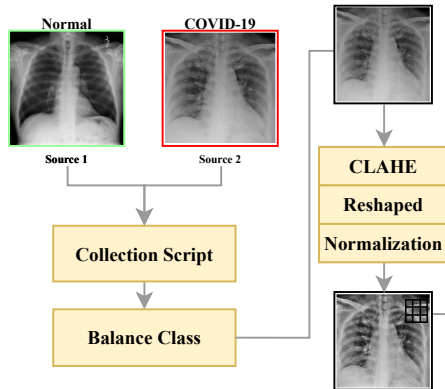 Normal
COVID-19
Source 1
Source 2
Collection Script
Balance Class
CLAHE
Reshaped
Normalization